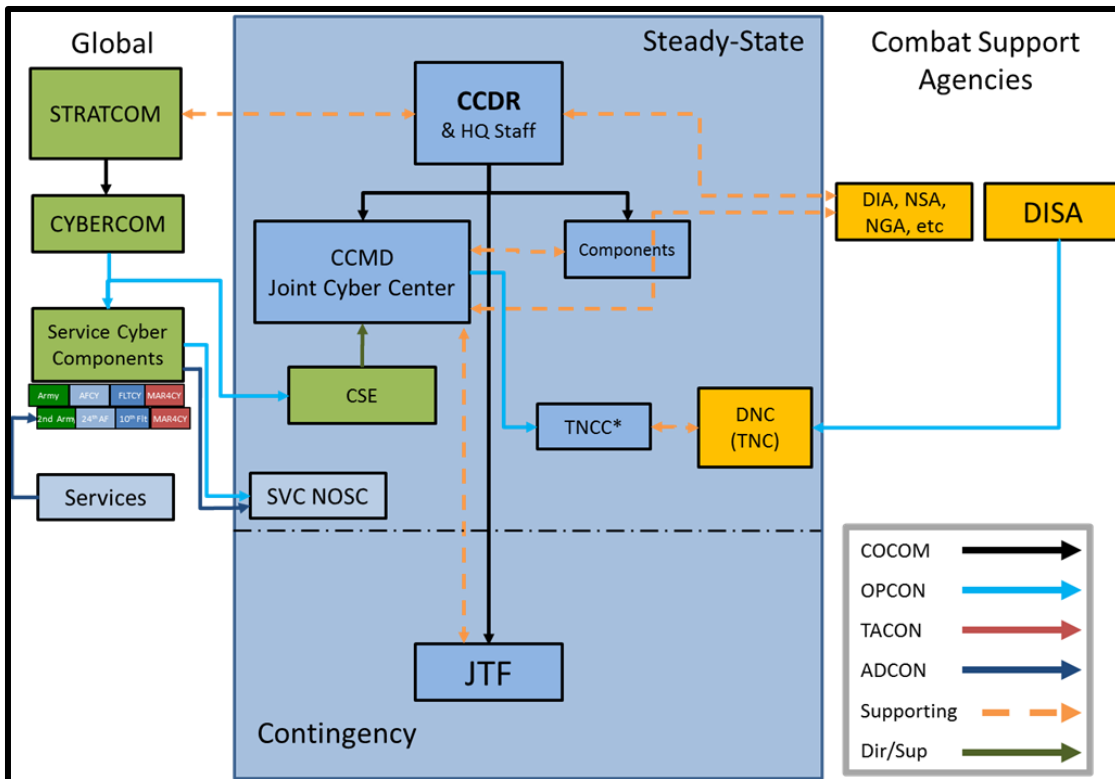 Global
Steady-State
Combat Support
Agencies
STRATCOM
CCDR
& HQ Staff
CYBERCOM
DIA, NSA,
NGA, etc
DISA
CCMD
Joint Cyber Center
Components
Service Cyber
Components
Army
AFCY
FLTCY
MAR4CY
2nd Army
24th AF
10th Flt
MAR4CY
CSE
TNCC*
DNC
(TNC)
Services
SVC NOSC
COCOM
OPCON
TACON
ADCON
Supporting
Dir/Sup
JTF
Contingency